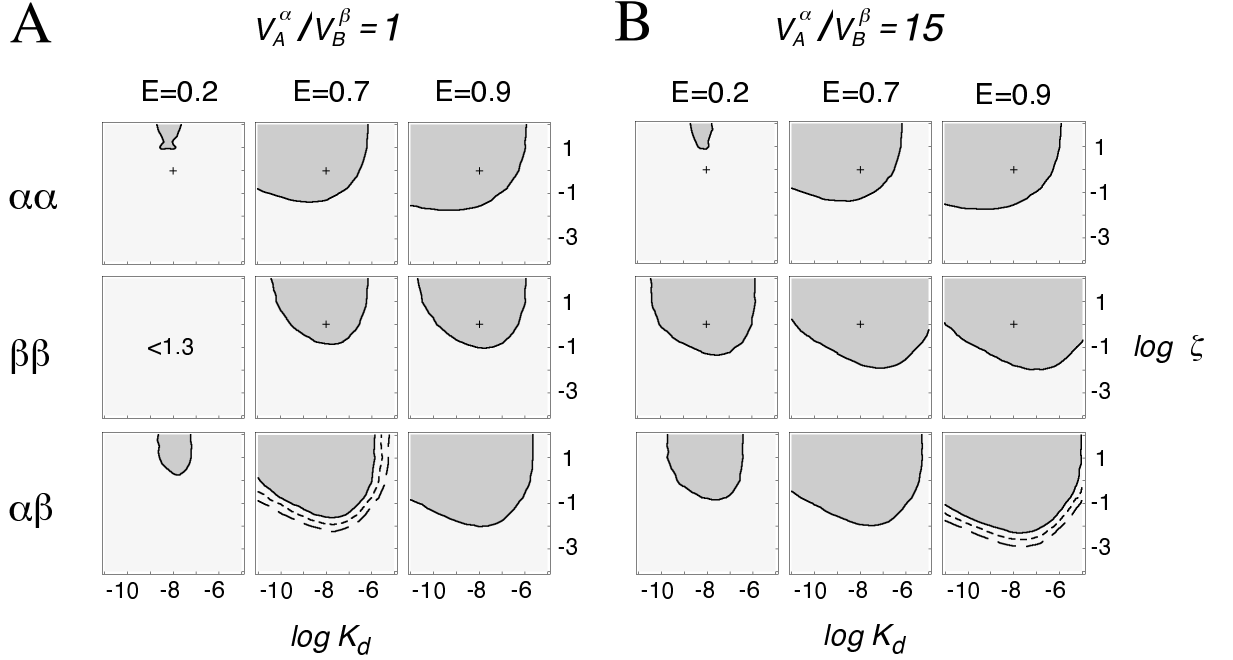 A V_A^α/V_B^β = 1 B V_A^α/V_B^β = 15
E=0.2 E=0.7 E=0.9 E=0.2 E=0.7 E=0.9
αα
1 1
-1 -1
-3 -3
ββ <1.3
1 1
-1 -1 log ζ
-3 -3
αβ
1 1
-1 -1
-3 -3
-10 -8 -6 -10 -8 -6 -10 -8 -6 -10 -8 -6 -10 -8 -6 -10 -8 -6
log K_d log K_d